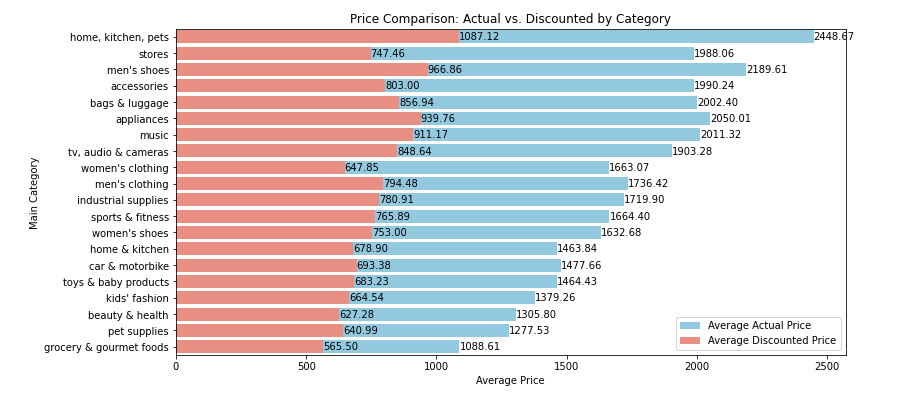 Price Comparison: Actual vs. Discounted by Category
home, kitchen, pets 1087.12 2448.67
stores 747.46 1988.06
men's shoes 966.86 2189.61
accessories 803.00 1990.24
bags & luggage 856.94 2002.40
appliances 939.76 2050.01
music 911.17 2011.32
tv, audio & cameras 848.64 1903.28
women's clothing 647.85 1663.07
men's clothing 794.48 1736.42
industrial supplies 780.91 1719.90
sports & fitness 765.89 1664.40
women's shoes 753.00 1632.68
home & kitchen 678.90 1463.84
car & motorbike 693.38 1477.66
toys & baby products 683.23 1464.43
kids' fashion 664.54 1379.26
beauty & health 627.28 1305.80
pet supplies 640.99 1277.53
grocery & gourmet foods 565.50 1088.61
Main Category
Average Actual Price
Average Discounted Price
0 500 1000 1500 2000 2500
Average Price